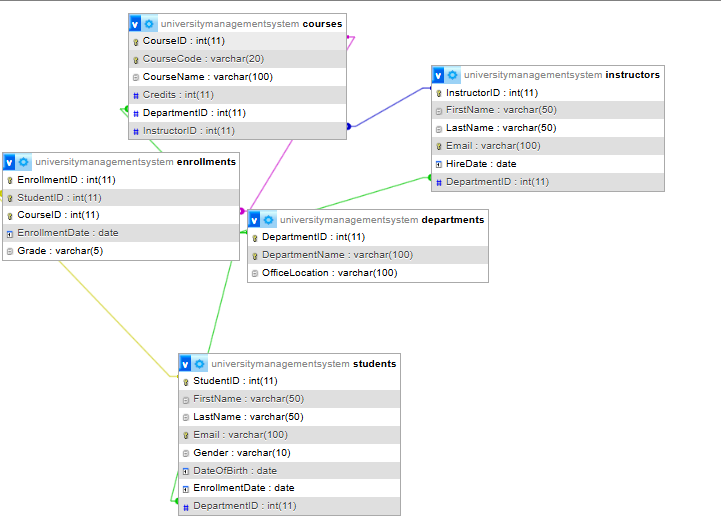 universitymanagementsystem courses
CourseID : int(11)
CourseCode : varchar(20)
CourseName : varchar(100)
Credits : int(11)
DepartmentID : int(11)
InstructorID : int(11)
universitymanagementsystem instructors
InstructorID : int(11)
FirstName : varchar(50)
LastName : varchar(50)
Email : varchar(100)
HireDate : date
DepartmentID : int(11)
universitymanagementsystem enrollments
EnrollmentID : int(11)
StudentID : int(11)
CourseID : int(11)
EnrollmentDate : date
Grade : varchar(5)
universitymanagementsystem departments
DepartmentID : int(11)
DepartmentName : varchar(100)
OfficeLocation : varchar(100)
universitymanagementsystem students
StudentID : int(11)
FirstName : varchar(50)
LastName : varchar(50)
Email : varchar(100)
Gender : varchar(10)
DateOfBirth : date
EnrollmentDate : date
DepartmentID : int(11)